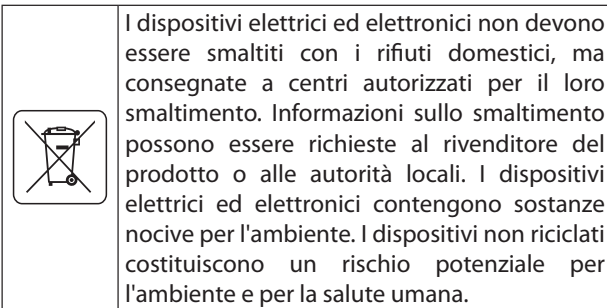 I dispositivi elettrici ed elettronici non devono
essere smaltiti con i rifiuti domestici, ma
consegnate a centri autorizzati per il loro
smaltimento. Informazioni sullo smaltimento
possono essere richieste al rivenditore del
prodotto o alle autorità locali. I dispositivi
elettrici ed elettronici contengono sostanze
nocive per l'ambiente. I dispositivi non riciclati
costituiscono un rischio potenziale per
l'ambiente e per la salute umana.